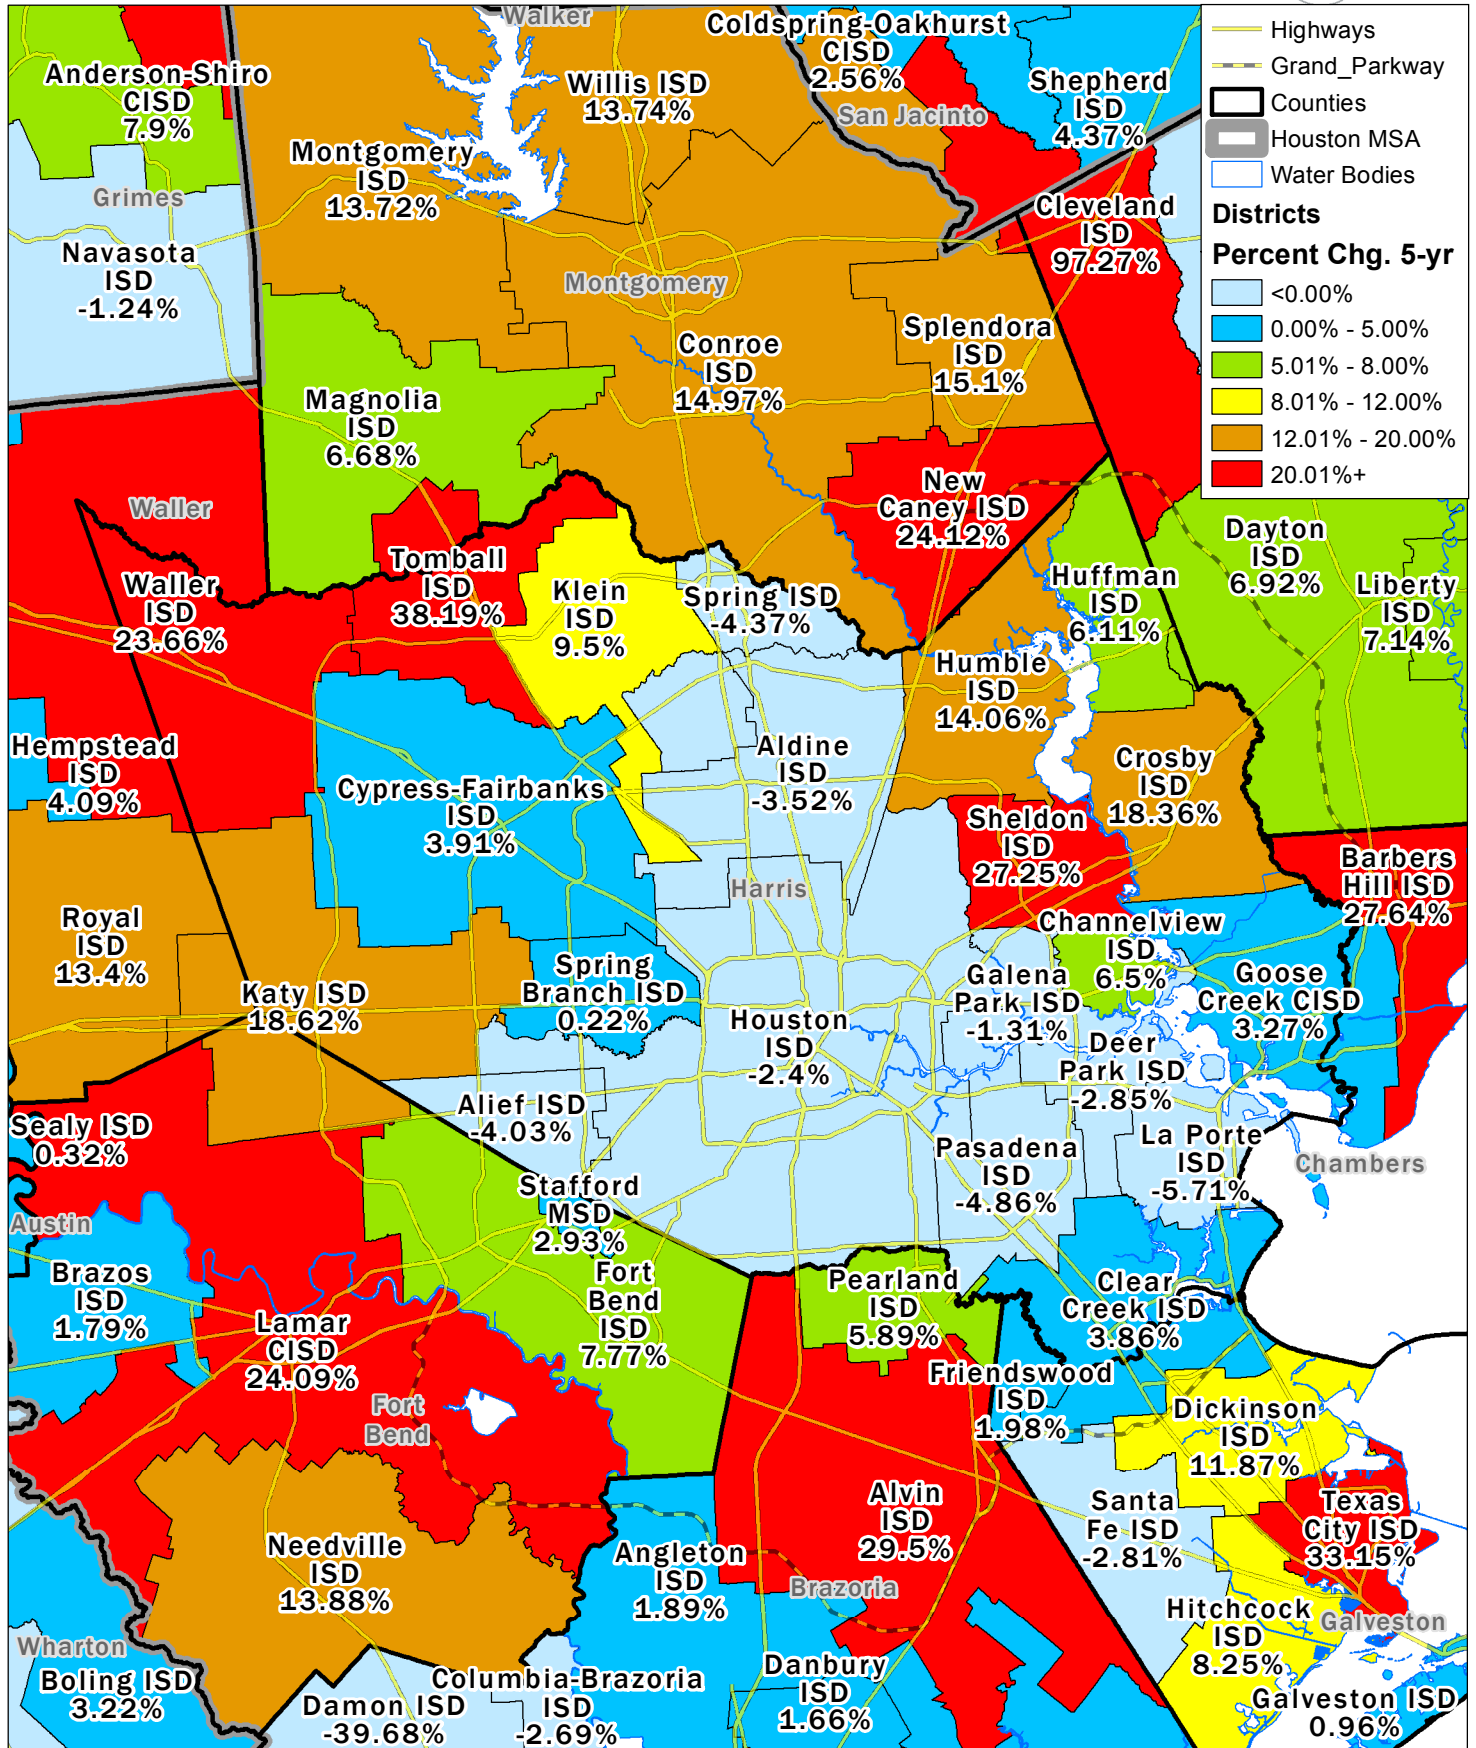 Walker
Coldspring-Oakhurst
CISD
2.56%
Anderson-Shiro
CISD
7.9%
Willis ISD
13.74%
San Jacinto
Shepherd
ISD
4.37%
Highways
Grand_Parkway
Counties
Houston MSA
Water Bodies
Districts
Percent Chg. 5-yr
<0.00%
0.00% - 5.00%
5.01% - 8.00%
8.01% - 12.00%
12.01% - 20.00%
20.01%+
Montgomery
ISD
13.72%
Grimes
Navasota
ISD
-1.24%
Cleveland
ISD
97.27%
Montgomery
Conroe
ISD
14.97%
Splendora
ISD
15.1%
Magnolia
ISD
6.68%
New
Caney ISD
24.12%
Waller
Waller
ISD
23.66%
Tomball
ISD
38.19%
Klein
ISD
9.5%
Spring ISD
-4.37%
Huffman
ISD
6.11%
Dayton
ISD
6.92%
Liberty
ISD
7.14%
Humble
ISD
14.06%
Hempstead
ISD
4.09%
Cypress-Fairbanks
ISD
3.91%
Aldine
ISD
-3.52%
Crosby
ISD
18.36%
Sheldon
ISD
27.25%
Harris
Barbers
Hill ISD
27.64%
Royal
ISD
13.4%
Katy ISD
18.62%
Spring
Branch ISD
0.22%
Houston
ISD
-2.4%
Channelview
ISD
6.5%
Galena
Park ISD
-1.31%
Goose
Creek CISD
3.27%
Deer
Park ISD
-2.85%
Sealy ISD
0.32%
Alief ISD
-4.03%
Pasadena
ISD
-4.86%
La Porte
ISD
-5.71%
Chambers
Austin
Stafford
MSD
2.93%
Brazos
ISD
1.79%
Lamar
CISD
24.09%
Fort
Bend
ISD
7.77%
Pearland
ISD
5.89%
Clear
Creek ISD
3.86%
Friendswood
ISD
1.98%
Fort
Bend
Dickinson
ISD
11.87%
Alvin
ISD
29.5%
Santa
Fe ISD
-2.81%
Texas
City ISD
33.15%
Needville
ISD
13.88%
Angleton
ISD
1.89%
Brazoria
Hitchcock
ISD
8.25%
Galveston
Wharton
Boling ISD
3.22%
Damon ISD
-39.68%
Columbia-Brazoria
ISD
-2.69%
Danbury
ISD
1.66%
Galveston ISD
0.96%